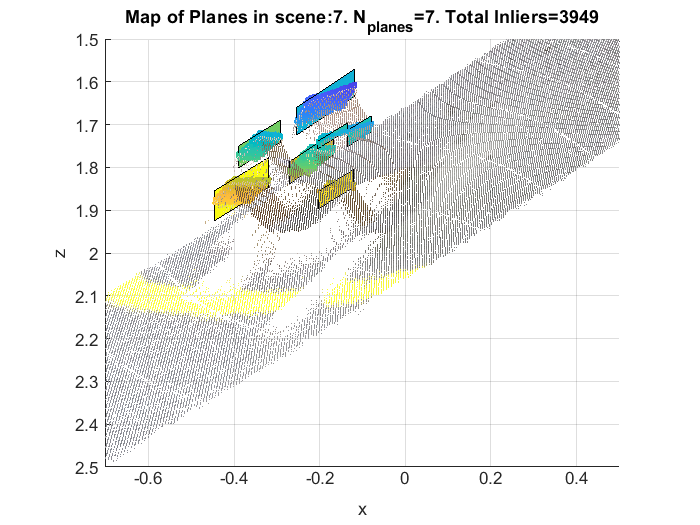 Map of Planes in scene:7. N_planes=7. Total Inliers=3949
1.5
1.6
1.7
1.8
1.9
2
2.1
2.2
2.3
2.4
2.5
z
-0.6 -0.4 -0.2 0 0.2 0.4
x